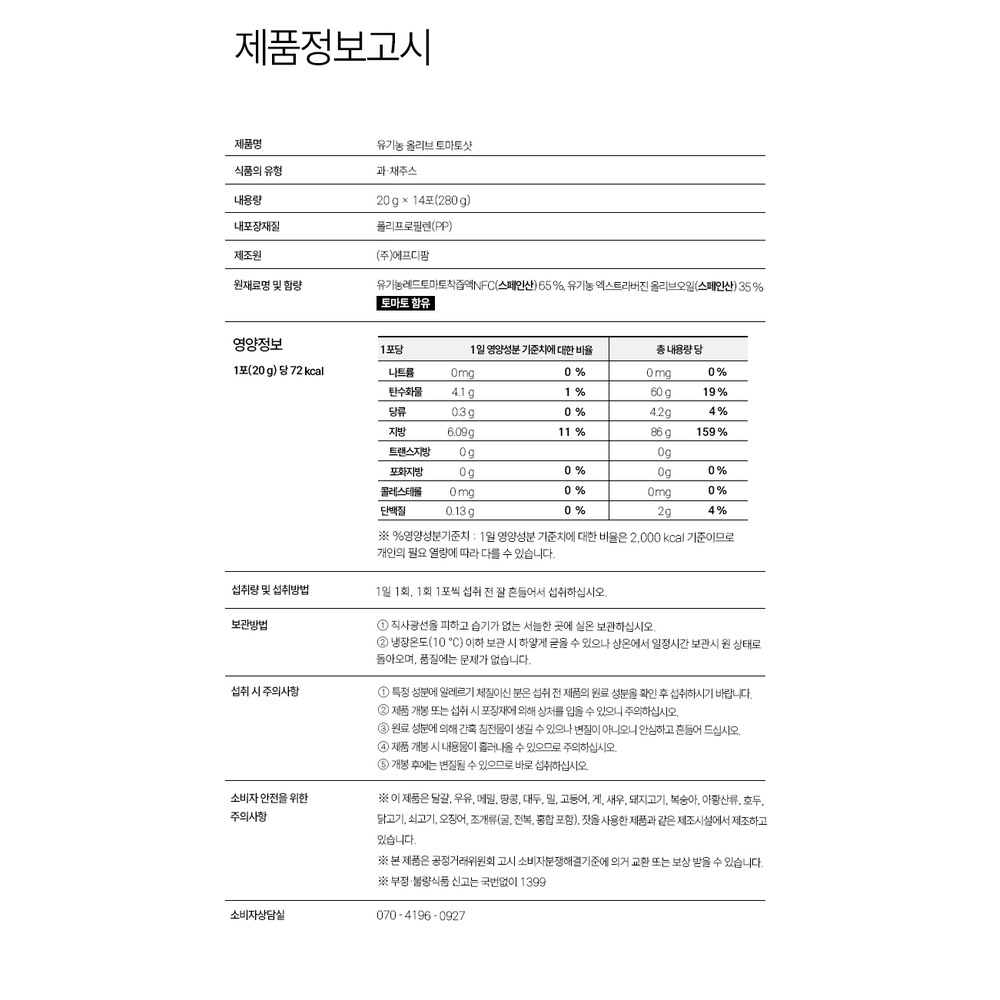 제품정보고시
제품명 유기농 올리브 토마토샷
식품의 유형 과·채주스
내용량 20 g × 14포(280 g)
내포장재질 폴리프로필렌(PP)
제조원 (주)에프디팜
원재료명 및 함량 유기농레드토마토착즙액NFC(스페인산) 65 %, 유기농 엑스트라버진 올리브오일(스페인산) 35 %
토마토 함유
영양정보
1포(20 g) 당 72 kcal
1포당 1일 영양성분 기준치에 대한 비율 총 내용량 당
나트륨 0 mg 0 % 0 mg 0 %
탄수화물 4.1 g 1 % 60 g 19 %
당류 0.3 g 0 % 4.2 g 4 %
지방 6.09 g 11 % 86 g 159 %
트랜스지방 0 g 0 g
포화지방 0 g 0 % 0 g 0 %
콜레스테롤 0 mg 0 % 0 mg 0 %
단백질 0.13 g 0 % 2 g 4 %
※ %영양성분기준치 : 1일 영양성분 기준치에 대한 비율은 2,000 kcal 기준이므로
개인의 필요 열량에 따라 다를 수 있습니다.
섭취량 및 섭취방법 1일 1회, 1회 1포씩 섭취 전 잘 흔들어서 섭취하십시오.
보관방법 ① 직사광선을 피하고 습기가 없는 서늘한 곳에 실온 보관하십시오.
② 냉장온도(10 °C) 이하 보관 시 하얗게 굳을 수 있으나 상온에서 일정시간 보관시 원 상태로
돌아오며, 품질에는 문제가 없습니다.
섭취 시 주의사항 ① 특정 성분에 알레르기 체질이신 분은 섭취 전 제품의 원료 성분을 확인 후 섭취하시기 바랍니다.
② 제품 개봉 또는 섭취 시 포장재에 의해 상처를 입을 수 있으니 주의하십시오.
③ 원료 성분에 의해 간혹 침전물이 생길 수 있으나 변질이 아니오니 안심하고 흔들어 드십시오.
④ 제품 개봉 시 내용물이 흘러나올 수 있으므로 주의하십시오.
⑤ 개봉 후에는 변질될 수 있으므로 바로 섭취하십시오.
소비자 안전을 위한
주의사항
※ 이 제품은 달걀, 우유, 메밀, 땅콩, 대두, 밀, 고등어, 게, 새우, 돼지고기, 복숭아, 아황산류, 호두,
닭고기, 쇠고기, 오징어, 조개류(굴, 전복, 홍합 포함), 잣을 사용한 제품과 같은 제조시설에서 제조하고
있습니다.
※ 본 제품은 공정거래위원회 고시 소비자분쟁해결기준에 의거 교환 또는 보상 받을 수 있습니다.
※ 부정·불량식품 신고는 국번없이 1399
소비자상담실 070 - 4196 - 0927